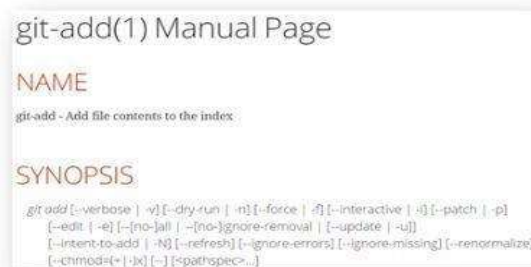 git-add(1) Manual Page
NAME
git-add - Add file contents to the index
SYNOPSIS
git add [--verbose | -v] [--dry-run | -n] [--force | -f] [--interactive | -i] [--patch | -p]
[--edit | -e] [--[no-]all | --[no-]ignore-removal | [--update | -u]]
[--intent-to-add | -N] [--refresh] [--ignore-errors] [--ignore-missing] [--renormalize]
[--chmod=(+|-)x] [--] [<pathspec>...]